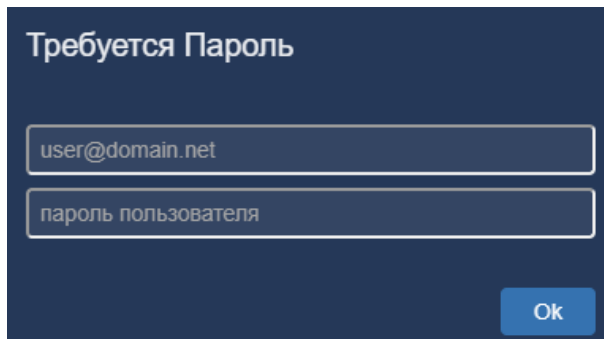 Требуется Пароль
user@domain.net
пароль пользователя
Ok